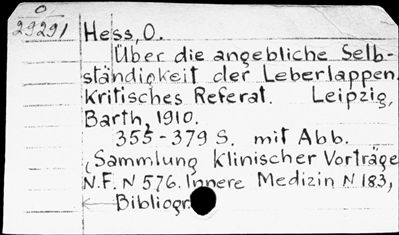 O
29291
Hess, O.
Über die angebliche Selb-
ständigkeit der Leberlappen.
Kritisches Referat. Leipzig,
Barth, 1910.
355-379 S. mit Abb.
(Sammlung klinischer Vorträge
N.F. N 576. Innere Medizin N 183,
Bibliogr.